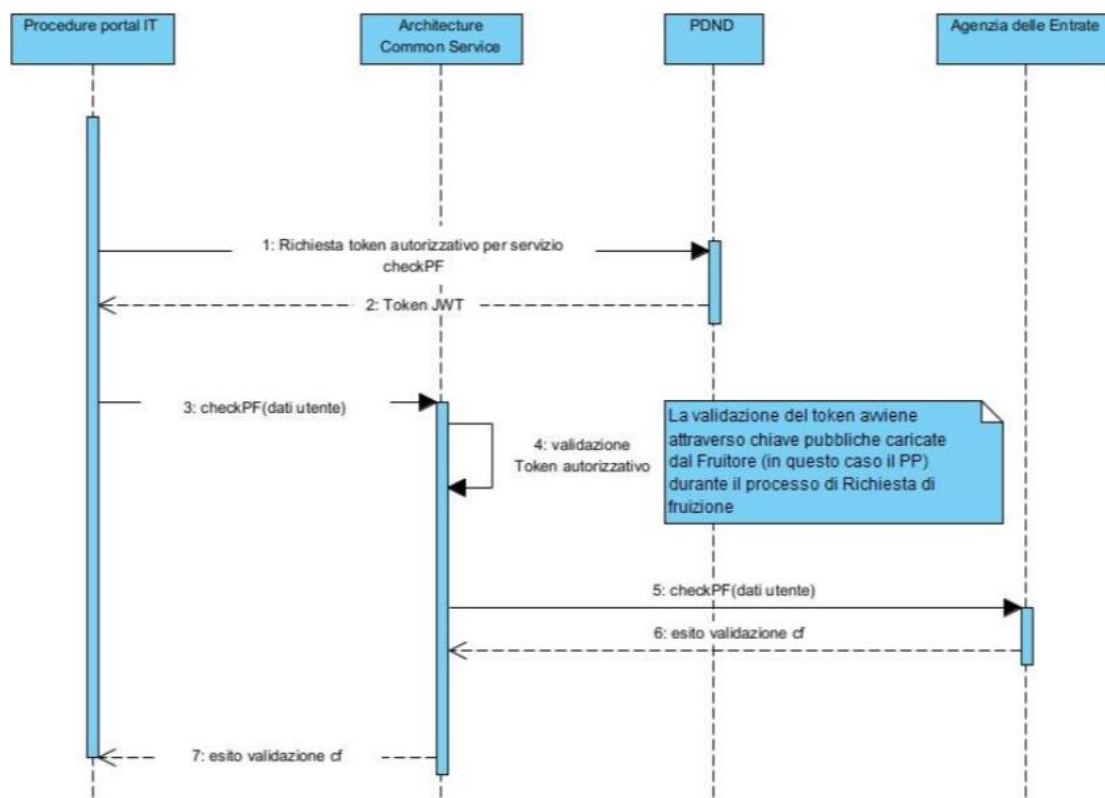 Procedure portal IT
Architecture
Common Service
PDND
Agenzia delle Entrate
1: Richiesta token autorizzativo per servizio
checkPF
2: Token JWT
3: checkPF(dati utente)
4: validazione
Token autorizzativo
La validazione del token avviene
attraverso chiave pubbliche caricate
dal Fruitore (in questo caso il PP)
durante il processo di Richiesta di
fruizione
5: checkPF(dati utente)
6: esito validazione cf
7: esito validazione cf